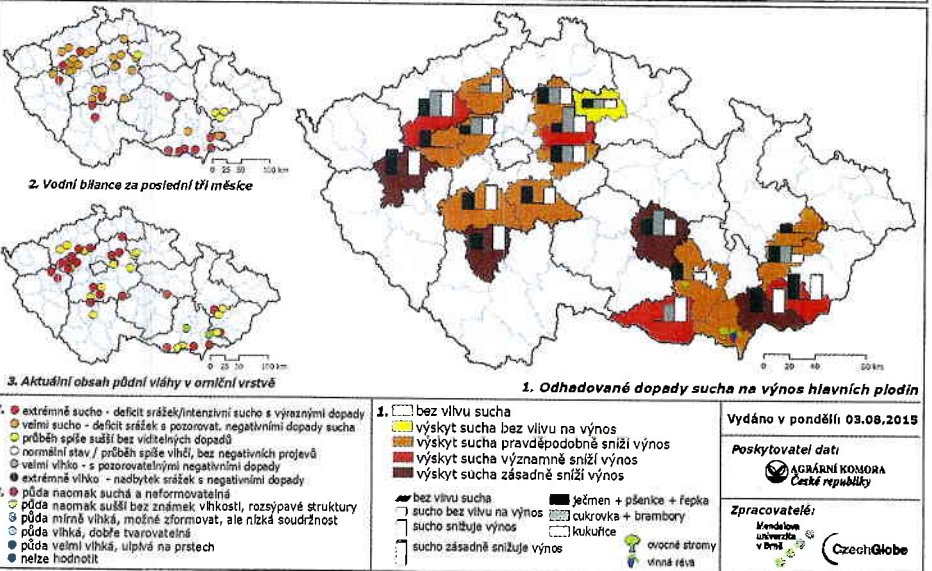 0 25 50 100 km
2. Vodní bilance za poslední tři měsíce
0 25 50 100 km
3. Aktuální obsah půdní vláhy v orniční vrstvě
0 20 40 80 km
1. Odhadované dopady sucha na výnos hlavních plodin
extrémně sucho - deficit srážek/intenzivní sucho s výraznými dopady
velmi sucho - deficit srážek s pozorovat. negativními dopady sucha
průběh spíše sušší bez viditelných dopadů
normální stav / průběh spíše vlhčí, bez negativních projevů
velmi vlhko - s pozorovatelnými negativními dopady
extrémně vlhko - nadbytek srážek s negativními dopady
půda naomak suchá a neformovatelná
půda naomak sušší bez známek vlhkosti, rozsýpavé struktury
půda mírně vlhká, možné zformovat, ale nízká soudržnost
půda vlhká, dobře tvarovatelná
půda velmi vlhká, ulpívá na prstech
nelze hodnotit
1. bez vlivu sucha
výskyt sucha bez vlivu na výnos
výskyt sucha pravděpodobně sníží výnos
výskyt sucha významně sníží výnos
výskyt sucha zásadně sníží výnos
bez vlivu sucha
sucho bez vlivu na výnos
sucho snižuje výnos
sucho zásadně snižuje výnos
ječmen + pšenice + řepka
cukrovka + brambory
kukuřice
ovocné stromy
vinná réva
Vydáno v pondělí 03.08.2015
Poskytovatel dat:
AGRÁRNÍ KOMORA
České republiky
Zpracovatelé:
Mendelova
univerzita
v Brně
CzechGlobe